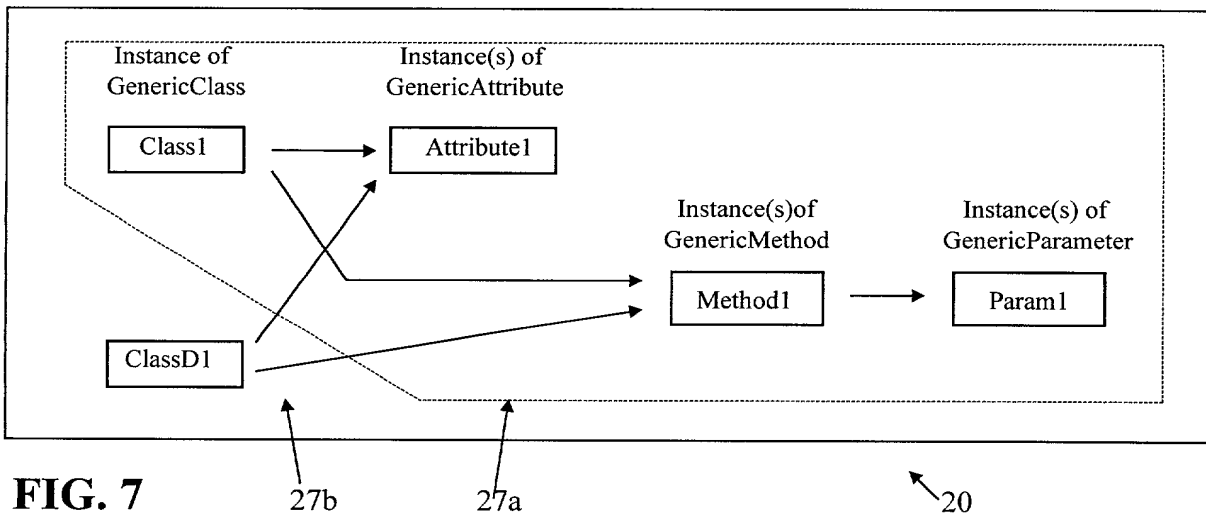 Instance of
GenericClass
Instance(s) of
GenericAttribute
Class1
Attribute1
Instance(s)of
GenericMethod
Instance(s) of
GenericParameter
Method1
Param1
ClassD1
FIG. 7
27b
27a
20